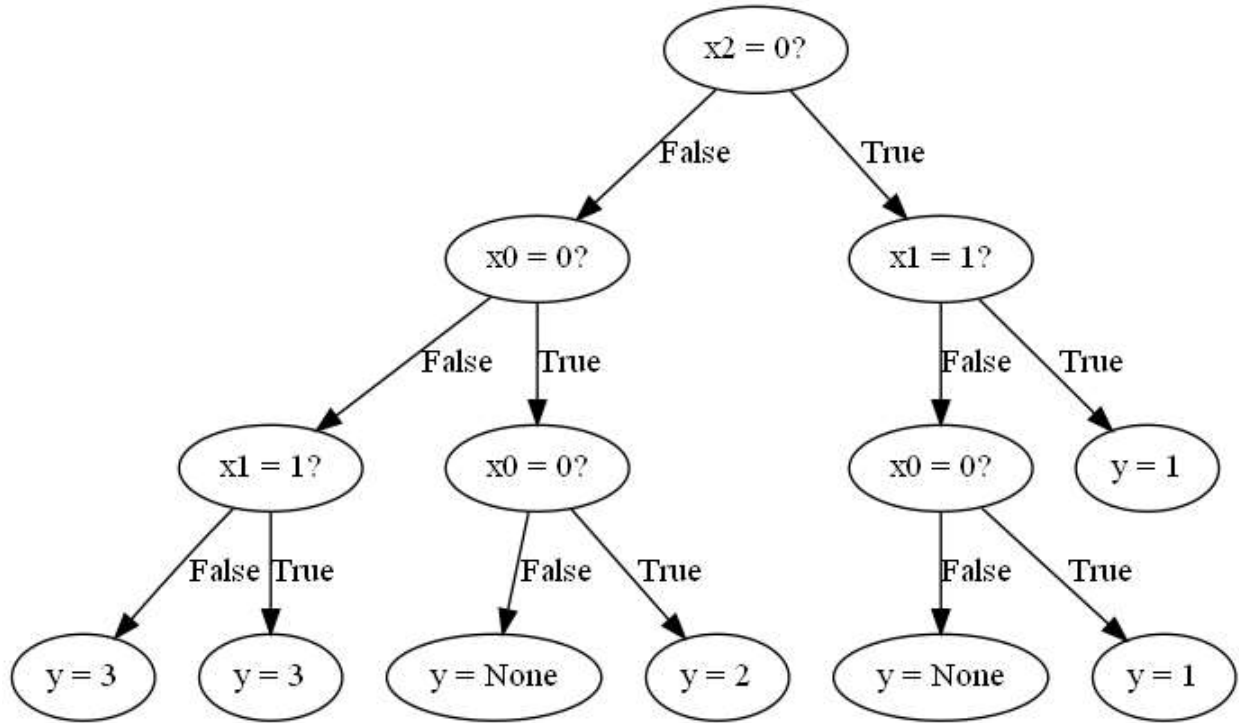 x2 = 0?
False
True
x0 = 0?
x1 = 1?
False
True
False
True
x1 = 1?
x0 = 0?
x0 = 0?
y = 1
False
True
False
True
False
True
y = 3
y = 3
y = None
y = 2
y = None
y = 1